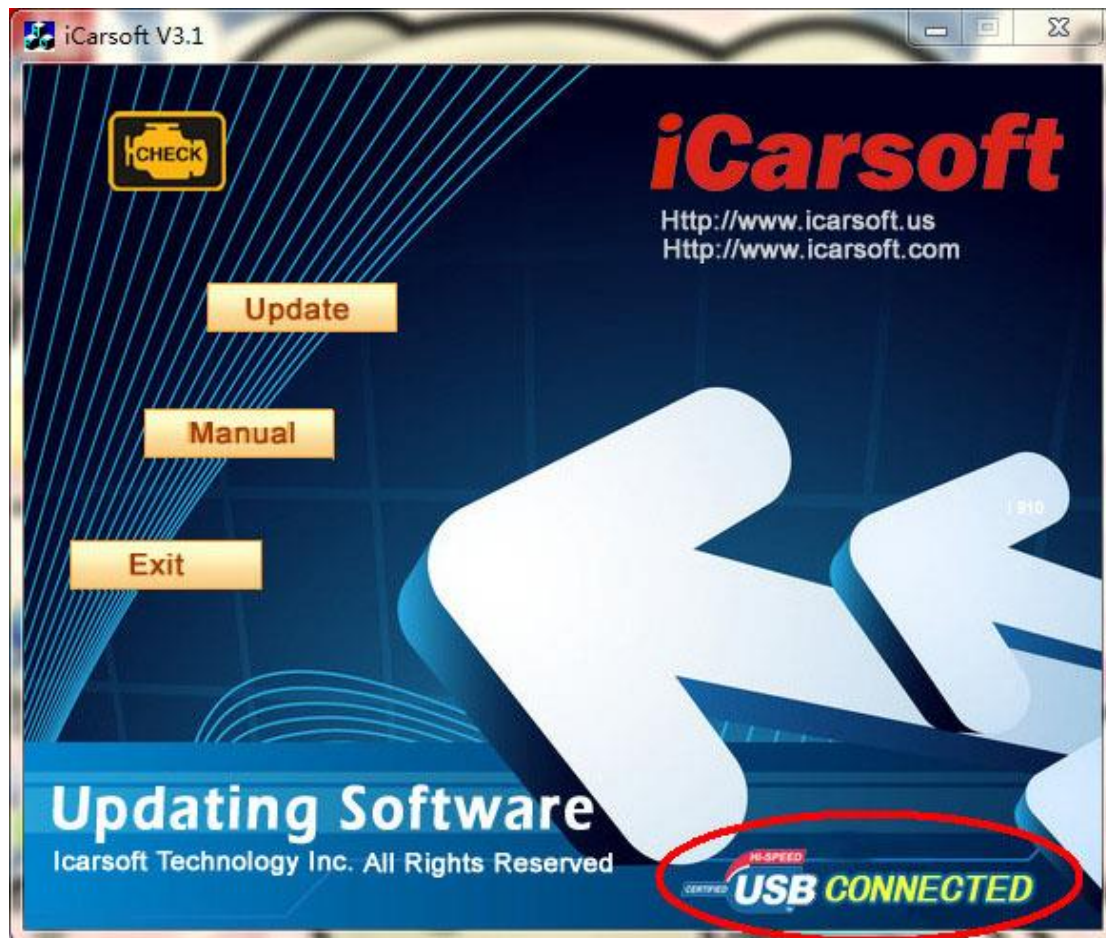 iCarsoft V3.1
CHECK
iCarsoft
Http://www.icarsoft.us
Http://www.icarsoft.com
Update
Manual
i 910
Exit
Updating Software
Icarsoft Technology Inc. All Rights Reserved
HI-SPEED
CERTIFIED USB CONNECTED